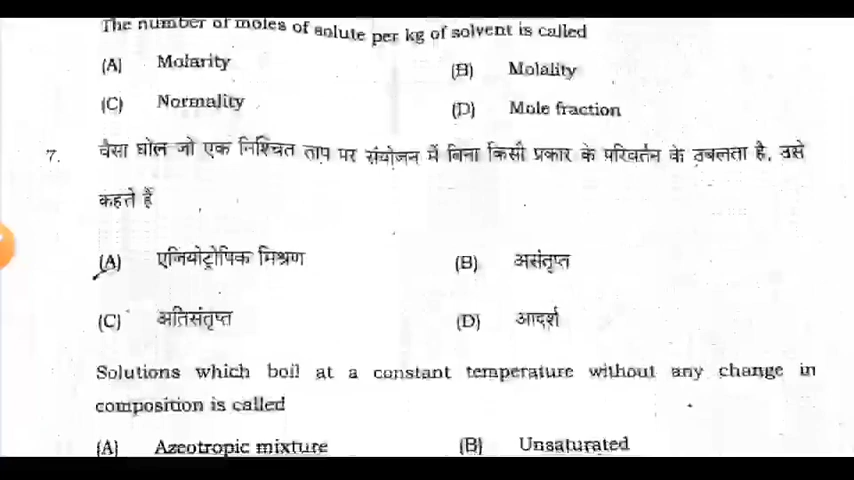 The number of moles of solute per kg of solvent is called
(A) Molarity (B) Molality
(C) Normality (D) Mole fraction
7. वैसा घोल जो एक निश्चित ताप पर संयोजन में बिना किसी प्रकार के परिवर्तन के उबलता है, उसे
कहते हैं
(A) एजियोट्रोपिक मिश्रण (B) असंतृप्त
(C) अतिसंतृप्त (D) आदर्श
Solutions which boil at a constant temperature without any change in
composition is called
(A) Azeotropic mixture (B) Unsaturated